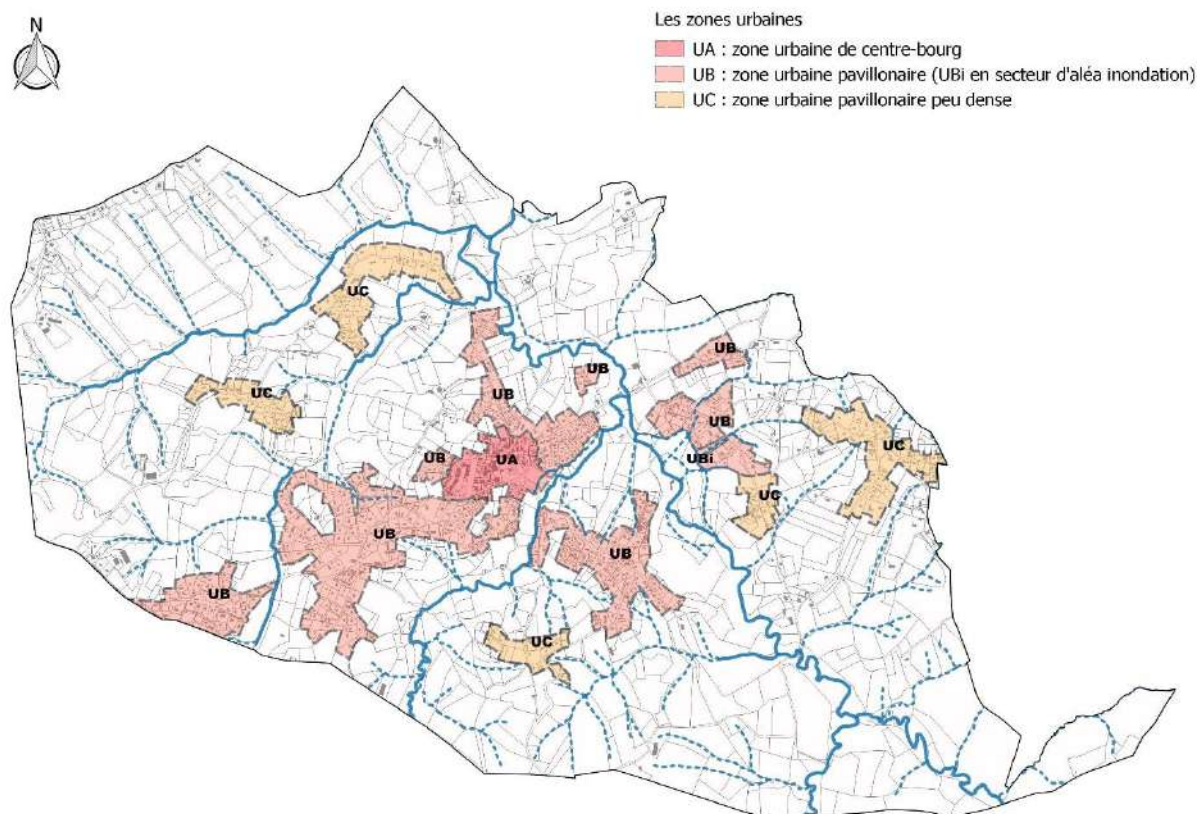 N
Les zones urbaines
UA : zone urbaine de centre-bourg
UB : zone urbaine pavillonaire (UBi en secteur d'aléa inondation)
UC : zone urbaine pavillonaire peu dense
UC
UB
UB
UC
UB
UB
UC
UB
UA
UBi
UC
UB
UB
UB
UC